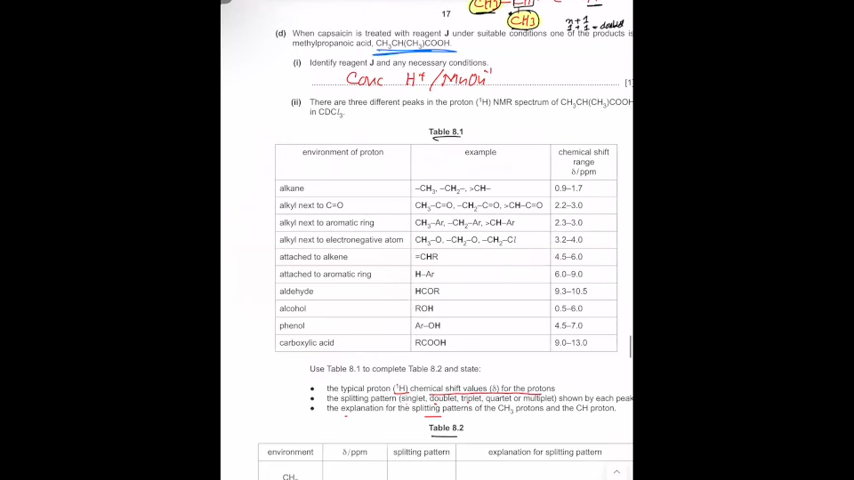 CH3
CH3
n+1
1+1 = doublet
17
(d) When capsaicin is treated with reagent J under suitable conditions one of the products is
methylpropanoic acid, CH3CH(CH3)COOH.
(i) Identify reagent J and any necessary conditions.
Conc H+/MnO4-1
[1]
(ii) There are three different peaks in the proton (1H) NMR spectrum of CH3CH(CH3)COOH
in CDCl3.
Table 8.1
environment of proton example chemical shift range δ/ppm
alkane –CH3, –CH2–, >CH– 0.9–1.7
alkyl next to C=O CH3–C=O, –CH2–C=O, >CH–C=O 2.2–3.0
alkyl next to aromatic ring CH3–Ar, –CH2–Ar, >CH–Ar 2.3–3.0
alkyl next to electronegative atom CH3–O, –CH2–O, –CH2–Cl 3.2–4.0
attached to alkene =CHR 4.5–6.0
attached to aromatic ring H–Ar 6.0–9.0
aldehyde HCOR 9.3–10.5
alcohol ROH 0.5–6.0
phenol Ar–OH 4.5–7.0
carboxylic acid RCOOH 9.0–13.0
Use Table 8.1 to complete Table 8.2 and state:
• the typical proton (1H) chemical shift values (δ) for the protons
• the splitting pattern (singlet, doublet, triplet, quartet or multiplet) shown by each peak
• the explanation for the splitting patterns of the CH3 protons and the CH proton.
Table 8.2
environment δ/ppm splitting pattern explanation for splitting pattern
CH